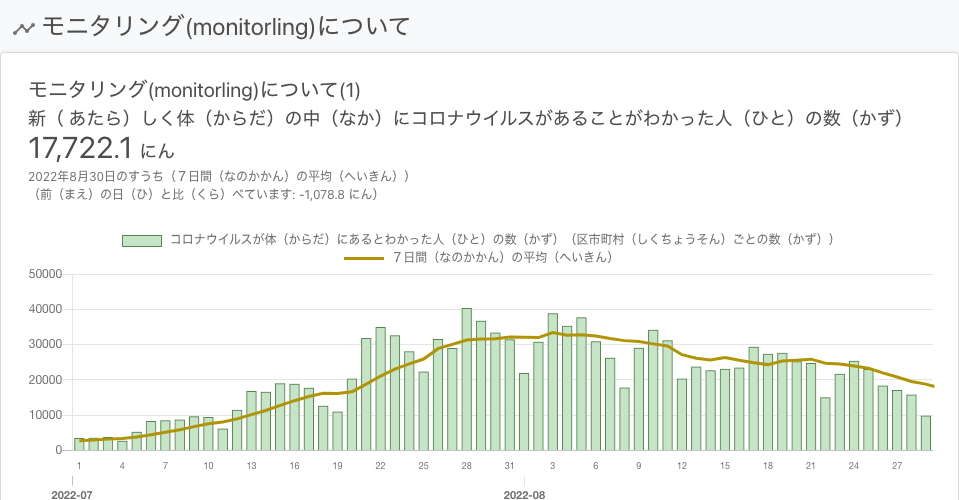 モニタリング(monitorling)について
モニタリング(monitorling)について(1)
新（ あたら）しく体（からだ）の中（なか）にコロナウイルスがあることがわかった人（ひと）の数（かず）
17,722.1 にん
2022年8月30日のすうち（７日間（なのかかん）の平均（へいきん））
（前（まえ）の日（ひ）と比（くら）べています: -1,078.8 にん）
コロナウイルスが体（からだ）にあるとわかった人（ひと）の数（かず）（区市町村（しくちょうそん）ごとの数（かず））
７日間（なのかかん）の平均（へいきん）
50000
40000
30000
20000
10000
0
1 4 7 10 13 16 19 22 25 28 31 3 6 9 12 15 18 21 24 27
2022-07 2022-08